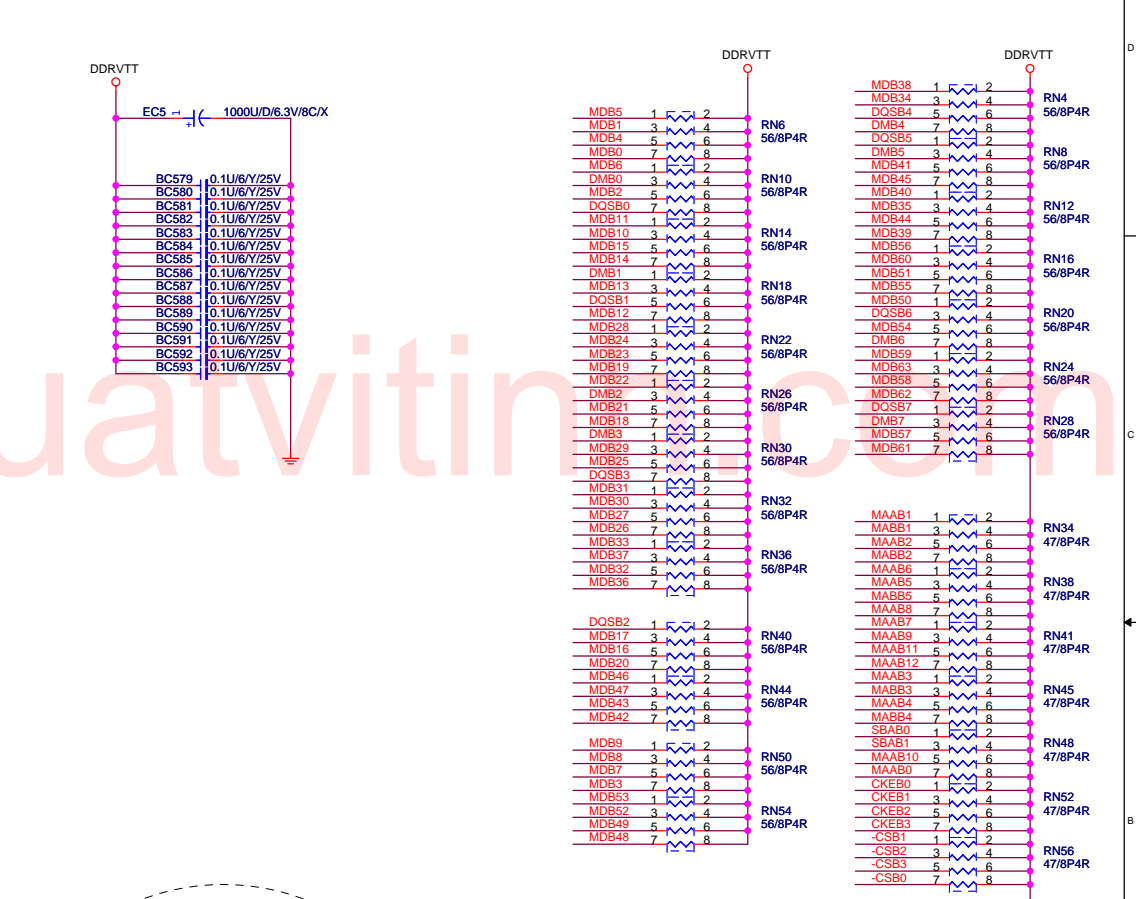 DDRVTT
EC5 1 1000U/D/6.3V/8C/X
+
BC579 0.1U/6/Y/25V
BC580 0.1U/6/Y/25V
BC581 0.1U/6/Y/25V
BC582 0.1U/6/Y/25V
BC583 0.1U/6/Y/25V
BC584 0.1U/6/Y/25V
BC585 0.1U/6/Y/25V
BC586 0.1U/6/Y/25V
BC587 0.1U/6/Y/25V
BC588 0.1U/6/Y/25V
BC589 0.1U/6/Y/25V
BC590 0.1U/6/Y/25V
BC591 0.1U/6/Y/25V
BC592 0.1U/6/Y/25V
BC593 0.1U/6/Y/25V
DDRVTT
MDB5 1 2
MDB1 3 4 RN6
MDB4 5 6 56/8P4R
MDB0 7 8
MDB6 1 2
DMB0 3 4 RN10
MDB2 5 6 56/8P4R
DQSB0 7 8
MDB11 1 2
MDB10 3 4 RN14
MDB15 5 6 56/8P4R
MDB14 7 8
DMB1 1 2
MDB13 3 4 RN18
DQSB1 5 6 56/8P4R
MDB12 7 8
MDB28 1 2
MDB24 3 4 RN22
MDB23 5 6 56/8P4R
MDB19 7 8
MDB22 1 2
DMB2 3 4 RN26
MDB21 5 6 56/8P4R
MDB18 7 8
DMB3 1 2
MDB29 3 4 RN30
MDB25 5 6 56/8P4R
DQSB3 7 8
MDB31 1 2
MDB30 3 4 RN32
MDB27 5 6 56/8P4R
MDB26 7 8
MDB33 1 2
MDB37 3 4 RN36
MDB32 5 6 56/8P4R
MDB36 7 8
DQSB2 1 2
MDB17 3 4 RN40
MDB16 5 6 56/8P4R
MDB20 7 8
MDB46 1 2
MDB47 3 4 RN44
MDB43 5 6 56/8P4R
MDB42 7 8
MDB9 1 2
MDB8 3 4 RN50
MDB7 5 6 56/8P4R
MDB3 7 8
MDB53 1 2
MDB52 3 4 RN54
MDB49 5 6 56/8P4R
MDB48 7 8
DDRVTT
MDB38 1 2
MDB34 3 4 RN4
DQSB4 5 6 56/8P4R
DMB4 7 8
DQSB5 1 2
DMB5 3 4 RN8
MDB41 5 6 56/8P4R
MDB45 7 8
MDB40 1 2
MDB35 3 4 RN12
MDB44 5 6 56/8P4R
MDB39 7 8
MDB56 1 2
MDB60 3 4 RN16
MDB51 5 6 56/8P4R
MDB55 7 8
MDB50 1 2
DQSB6 3 4 RN20
MDB54 5 6 56/8P4R
DMB6 7 8
MDB59 1 2
MDB63 3 4 RN24
MDB58 5 6 56/8P4R
MDB62 7 8
DQSB7 1 2
DMB7 3 4 RN28
MDB57 5 6 56/8P4R
MDB61 7 8
MAAB1 1 2
MABB1 3 4 RN34
MAAB2 5 6 47/8P4R
MABB2 7 8
MAAB6 1 2
MAAB5 3 4 RN38
MABB5 5 6 47/8P4R
MAAB8 7 8
MAAB7 1 2
MAAB9 3 4 RN41
MAAB11 5 6 47/8P4R
MAAB12 7 8
MAAB3 1 2
MABB3 3 4 RN45
MAAB4 5 6 47/8P4R
MABB4 7 8
SBAB0 1 2
SBAB1 3 4 RN48
MAAB10 5 6 47/8P4R
MAAB0 7 8
CKEB0 1 2
CKEB1 3 4 RN52
CKEB2 5 6 47/8P4R
CKEB3 7 8
-CSB1 1 2
-CSB2 3 4 RN56
-CSB3 5 6 47/8P4R
-CSB0 7 8
D
C
B
uatvitinh.com